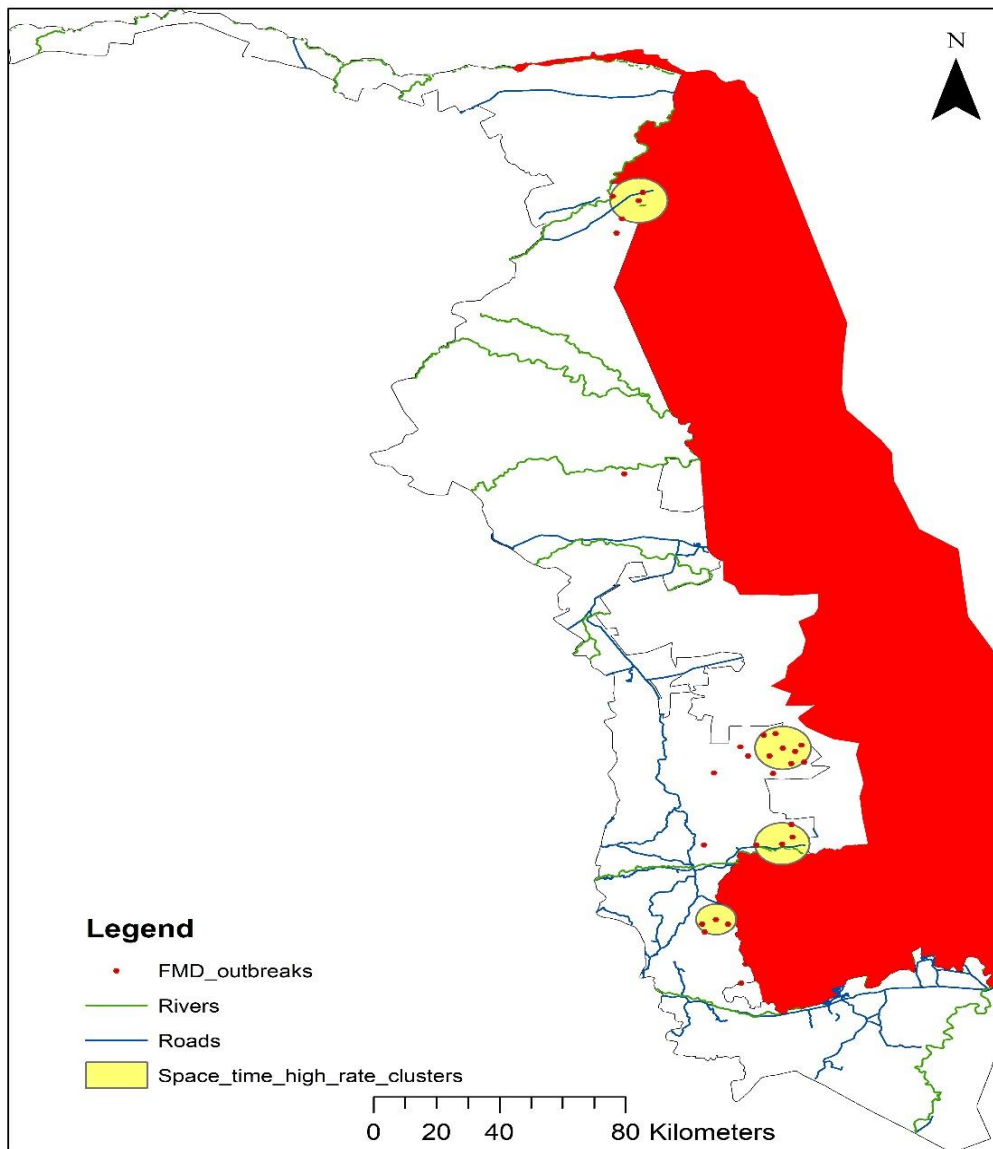 N
Legend
FMD_outbreaks
Rivers
Roads
Space_time_high_rate_clusters
0 20 40 80 Kilometers